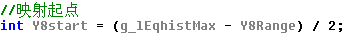 //映射起点
int Y8start = (g_lEqhistMax - Y8Range) / 2;